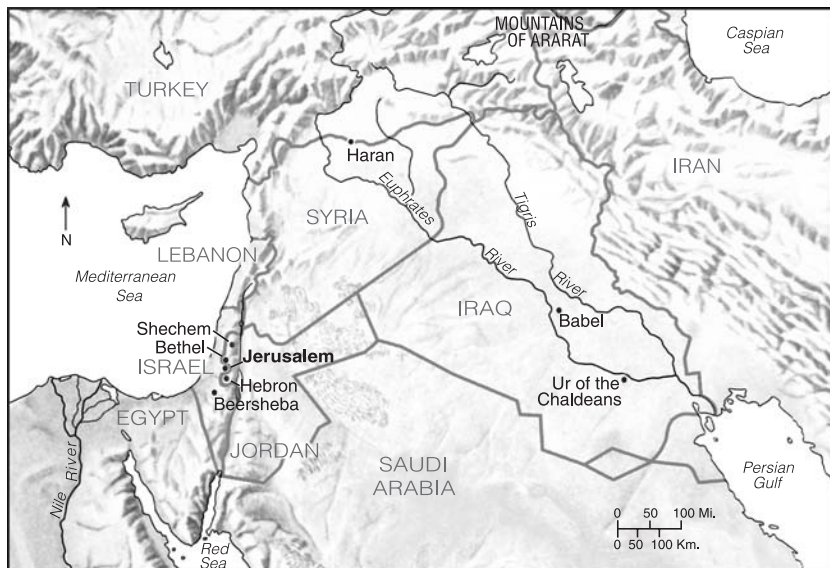 MOUNTAINS
OF ARARAT
Caspian
Sea
TURKEY
Haran
IRAN
Euphrates
River
Tigris
River
N
SYRIA
LEBANON
Mediterranean
Sea
IRAQ
Babel
Shechem
Bethel
ISRAEL
Jerusalem
Hebron
Beersheba
Ur of the
Chaldeans
EGYPT
JORDAN
Nile River
SAUDI
ARABIA
Persian
Gulf
Red
Sea
0 50 100 Mi.
0 50 100 Km.